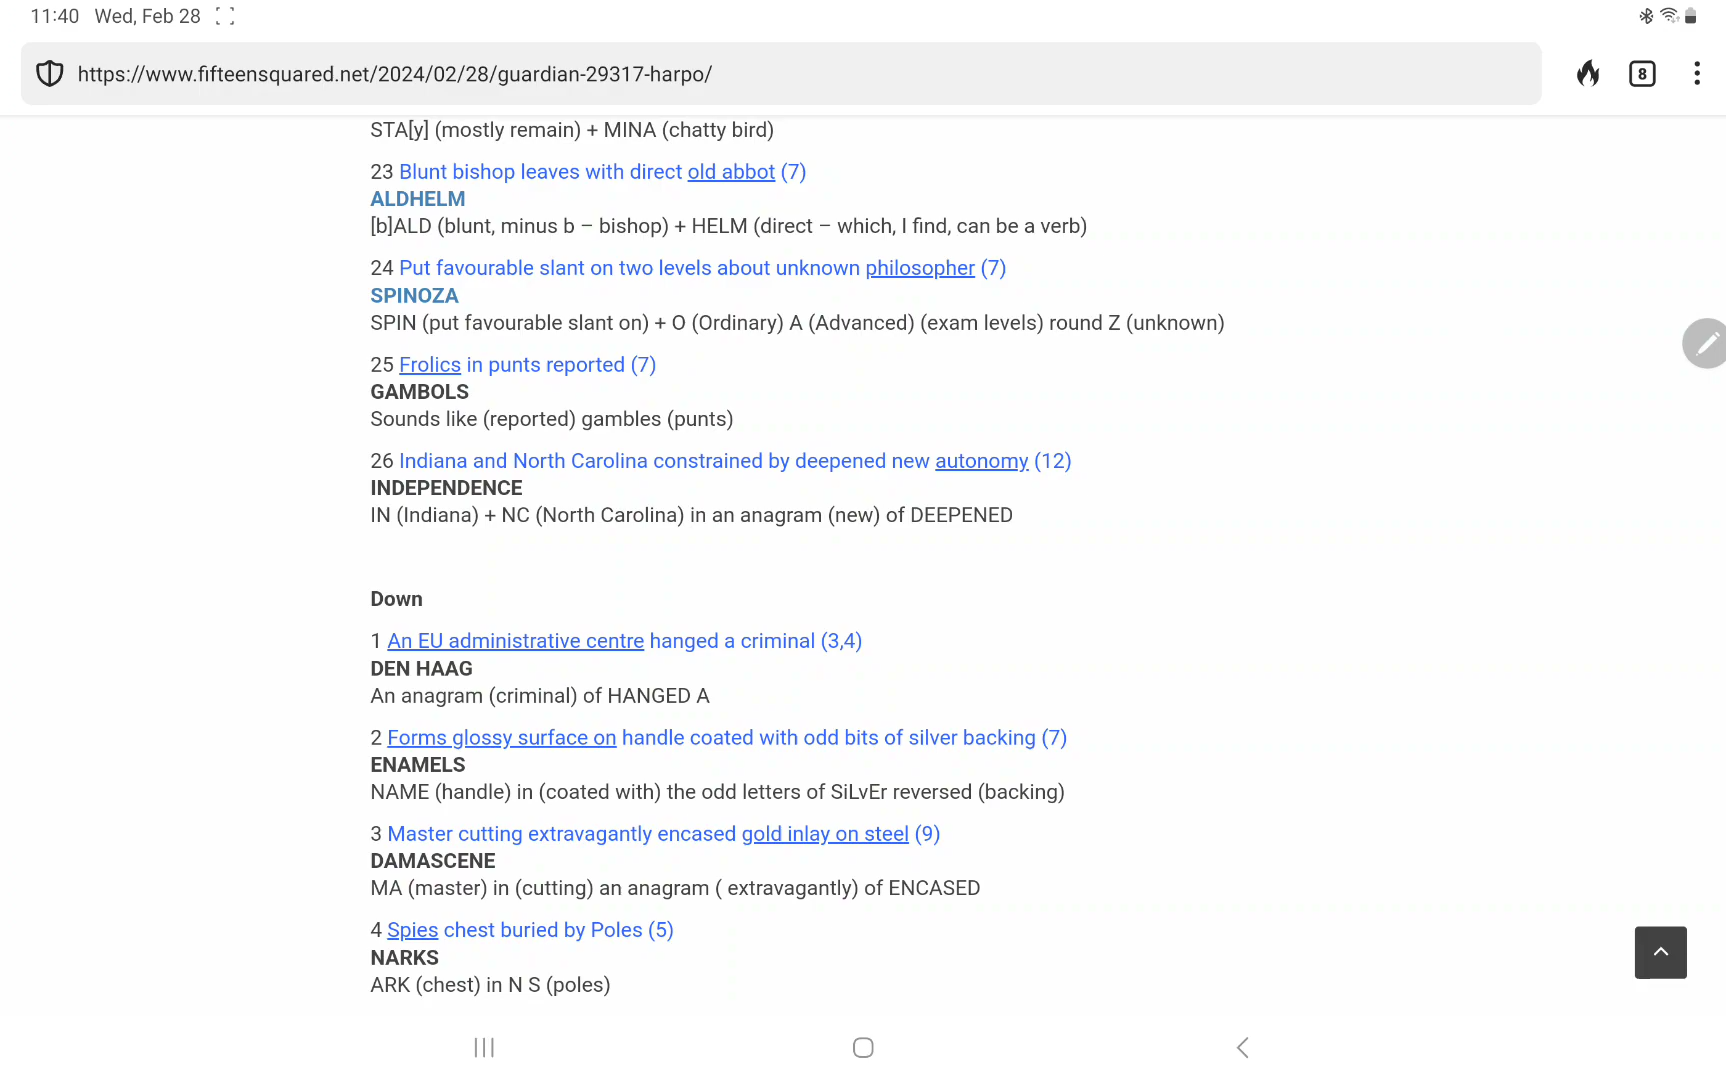 11:40 Wed, Feb 28
https://www.fifteensquared.net/2024/02/28/guardian-29317-harpo/
8
STA[y] (mostly remain) + MINA (chatty bird)
23 Blunt bishop leaves with direct old abbot (7)
ALDHELM
[b]ALD (blunt, minus b – bishop) + HELM (direct – which, I find, can be a verb)
24 Put favourable slant on two levels about unknown philosopher (7)
SPINOZA
SPIN (put favourable slant on) + O (Ordinary) A (Advanced) (exam levels) round Z (unknown)
25 Frolics in punts reported (7)
GAMBOLS
Sounds like (reported) gambles (punts)
26 Indiana and North Carolina constrained by deepened new autonomy (12)
INDEPENDENCE
IN (Indiana) + NC (North Carolina) in an anagram (new) of DEEPENED
Down
1 An EU administrative centre hanged a criminal (3,4)
DEN HAAG
An anagram (criminal) of HANGED A
2 Forms glossy surface on handle coated with odd bits of silver backing (7)
ENAMELS
NAME (handle) in (coated with) the odd letters of SiLvEr reversed (backing)
3 Master cutting extravagantly encased gold inlay on steel (9)
DAMASCENE
MA (master) in (cutting) an anagram ( extravagantly) of ENCASED
4 Spies chest buried by Poles (5)
NARKS
ARK (chest) in N S (poles)